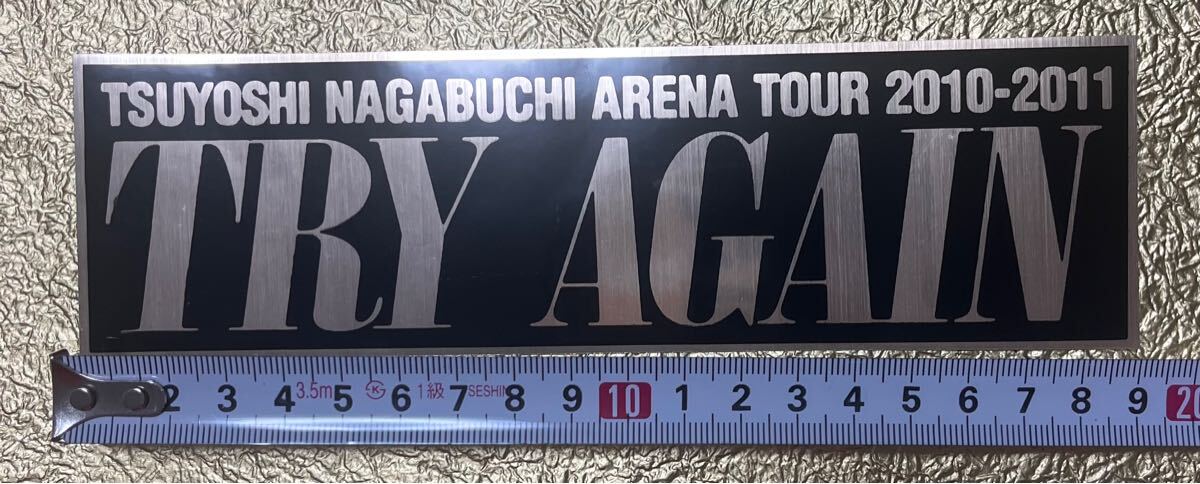 TSUYOSHI NAGABUCHI ARENA TOUR 2010-2011
TRY AGAIN
3.5m K 1級 SESHIN
2 3 4 5 6 7 8 9 10 1 2 3 4 5 6 7 8 9 20